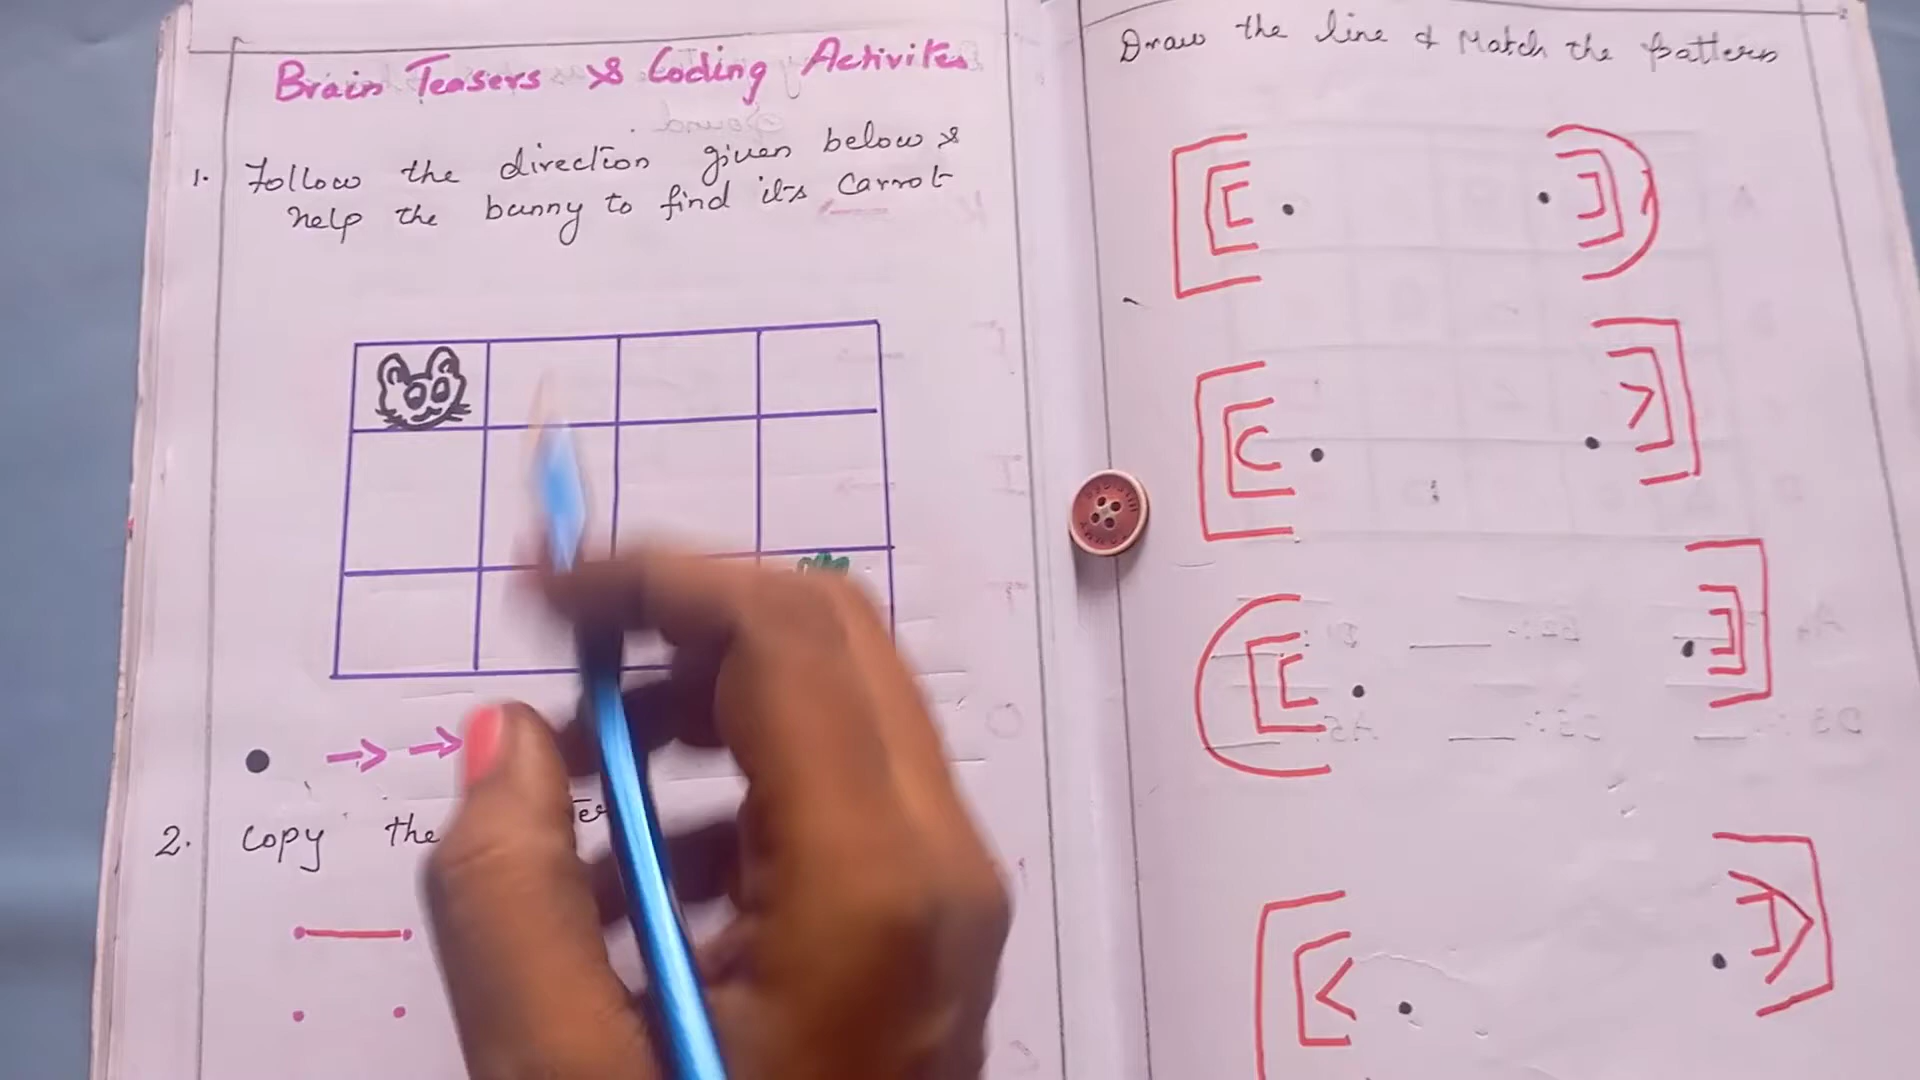 Brain Teasers & Coding Activites
1. Follow the direction given below &
help the bunny to find its carrot
2. Copy the
Draw the line & Match the pattern